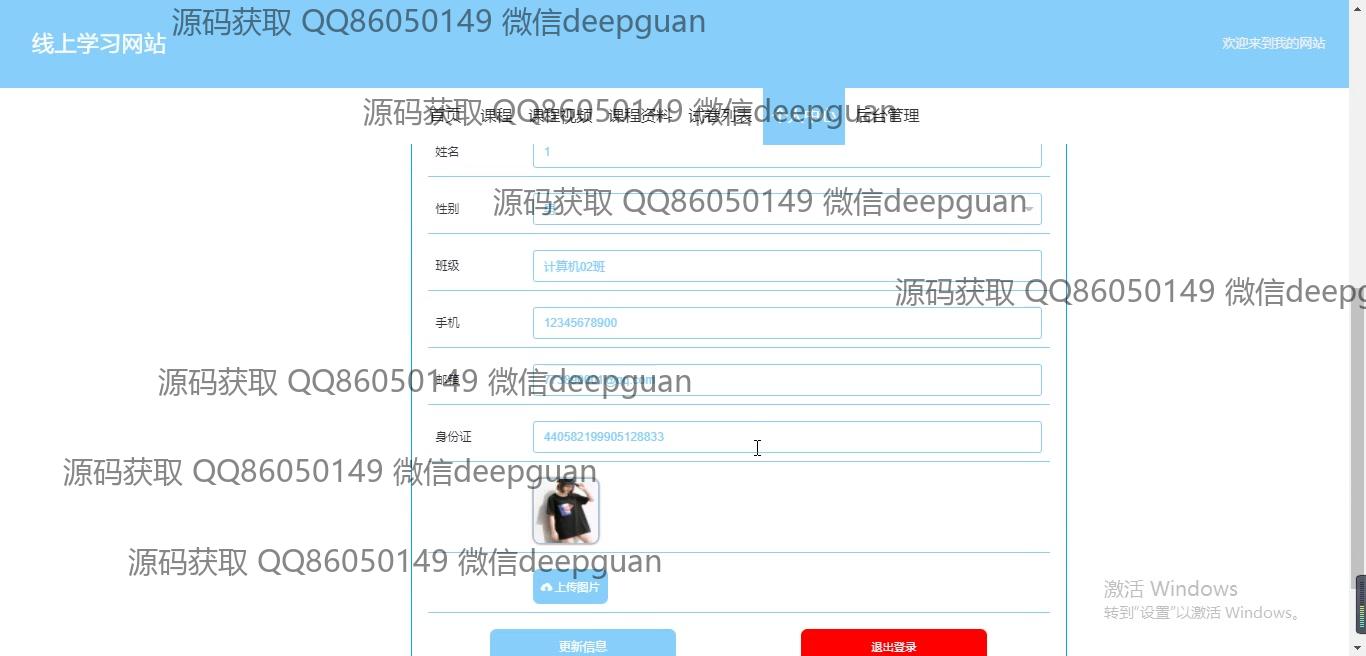 源码获取 QQ86050149 微信deepguan
线上学习网站
欢迎来到我的网站
源码获取 QQ86050149 微信deepguan
首页 课程 课程视频 课程资料 试卷列表 个人中心 后台管理
姓名 1
源码获取 QQ86050149 微信deepguan
性别
班级 计算机02班
源码获取 QQ86050149 微信deepg
手机 12345678900
源码获取 QQ86050149 微信deepguan
邮箱
身份证 440582199905128833
源码获取 QQ86050149 微信deepguan
源码获取 QQ86050149 微信deepguan
上传图片
激活 Windows
转到"设置"以激活 Windows。
更新信息 退出登录